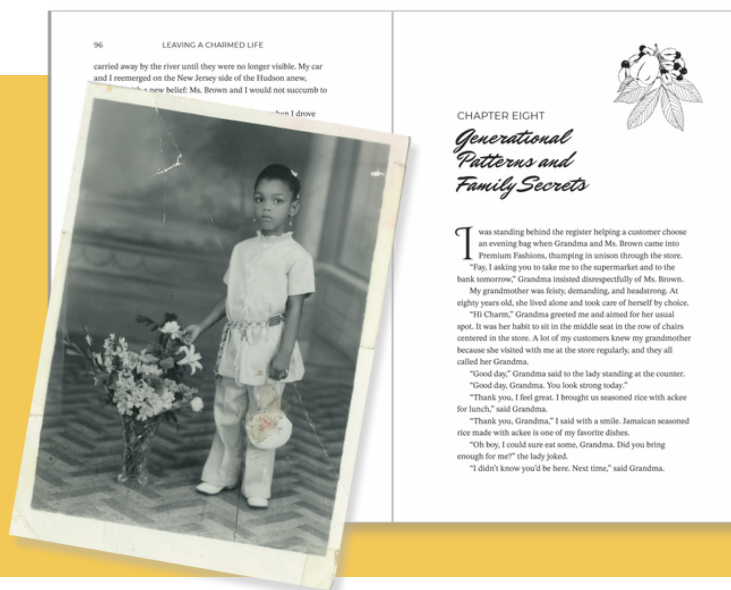 96
LEAVING A CHARMED LIFE
carried away by the river until they were no longer visible. My car
and I reemerged on the New Jersey side of the Hudson anew,
a new belief: Ms. Brown and I would not succumb to
I drove
CHAPTER EIGHT
Generational
Patterns and
Family Secrets
I was standing behind the register helping a customer choose
an evening bag when Grandma and Ms. Brown came into
Premium Fashions, thumping in unison through the store.
“Fay, I asking you to take me to the supermarket and to the
bank tomorrow,” Grandma insisted disrespectfully of Ms. Brown.
My grandmother was feisty, demanding, and headstrong. At
eighty years old, she lived alone and took care of herself by choice.
“Hi Charm,” Grandma greeted me and aimed for her usual
spot. It was her habit to sit in the middle seat in the row of chairs
centered in the store. A lot of my customers knew my grandmother
because she visited with me at the store regularly, and they all
called her Grandma.
“Good day,” Grandma said to the lady standing at the counter.
“Good day, Grandma. You look strong today.”
“Thank you, I feel great. I brought us seasoned rice with ackee
for lunch,” said Grandma.
“Thank you, Grandma,” I said with a smile. Jamaican seasoned
rice made with ackee is one of my favorite dishes.
“Oh boy, I could sure eat some, Grandma. Did you bring
enough for me?” the lady joked.
“I didn’t know you’d be here. Next time,” said Grandma.